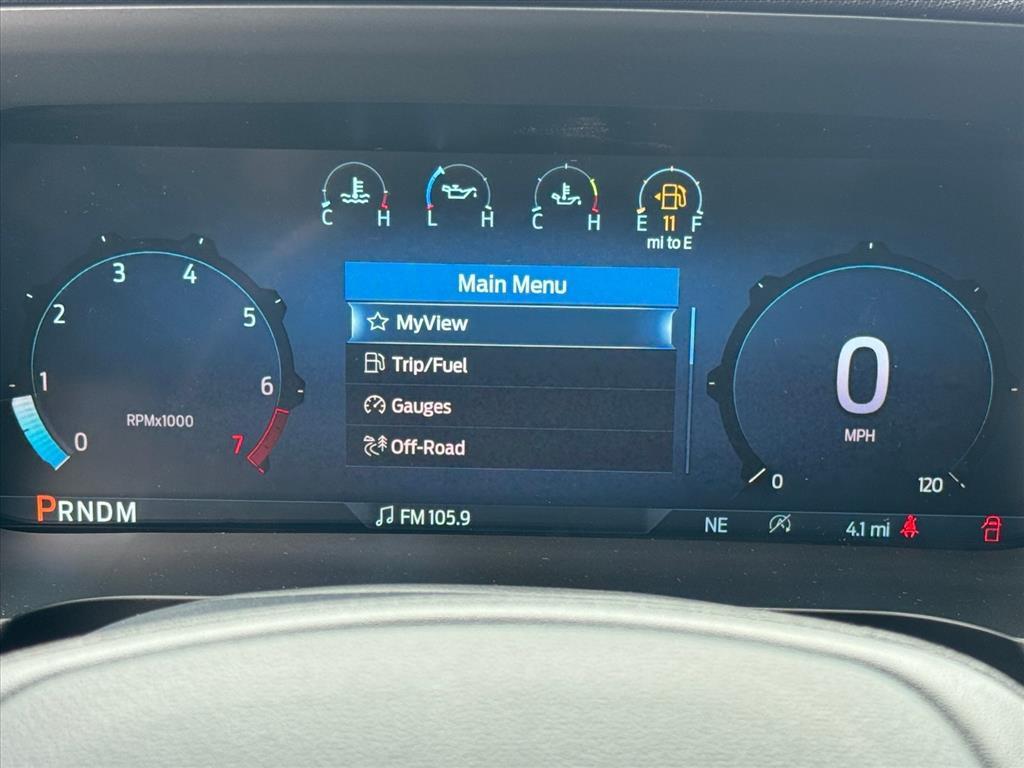 C H
L H
C H
E 11 F
mi to E
Main Menu
MyView
Trip/Fuel
Gauges
Off-Road
0
1
2
3
4
5
6
7
RPMx1000
0
MPH
0
120
PRNDM
FM 105.9
NE
4.1 mi